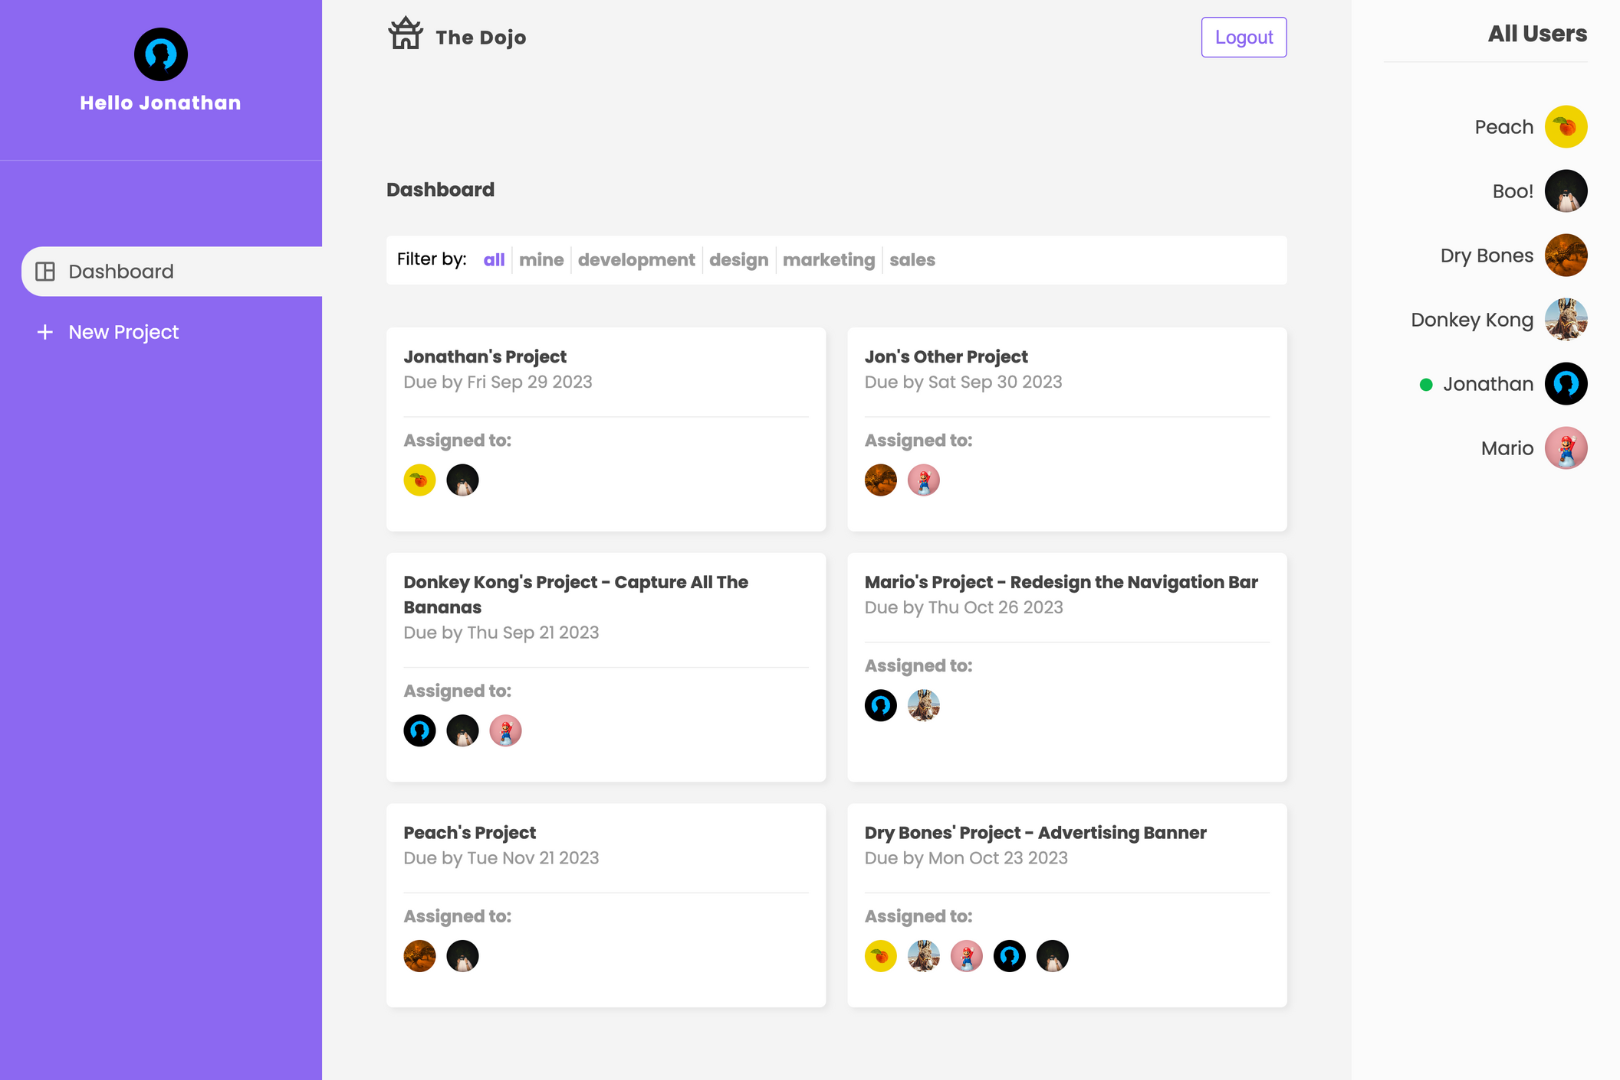 Hello Jonathan
Dashboard
New Project
The Dojo
Logout
Dashboard
Filter by: all mine development design marketing sales
Jonathan's Project
Due by Fri Sep 29 2023
Assigned to:
Jon's Other Project
Due by Sat Sep 30 2023
Assigned to:
Donkey Kong's Project - Capture All The
Bananas
Due by Thu Sep 21 2023
Assigned to:
Mario's Project - Redesign the Navigation Bar
Due by Thu Oct 26 2023
Assigned to:
Peach's Project
Due by Tue Nov 21 2023
Assigned to:
Dry Bones' Project - Advertising Banner
Due by Mon Oct 23 2023
Assigned to:
All Users
Peach
Boo!
Dry Bones
Donkey Kong
Jonathan
Mario